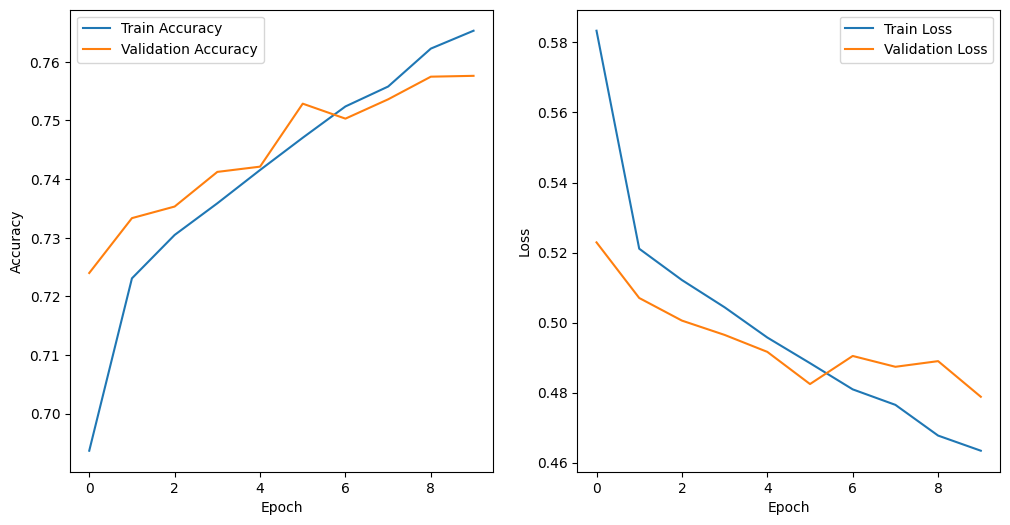 Train Accuracy
Validation Accuracy
0.76
0.75
0.74
0.73
0.72
0.71
0.70
Accuracy
0 2 4 6 8
Epoch
Train Loss
Validation Loss
0.58
0.56
0.54
0.52
0.50
0.48
0.46
Loss
0 2 4 6 8
Epoch